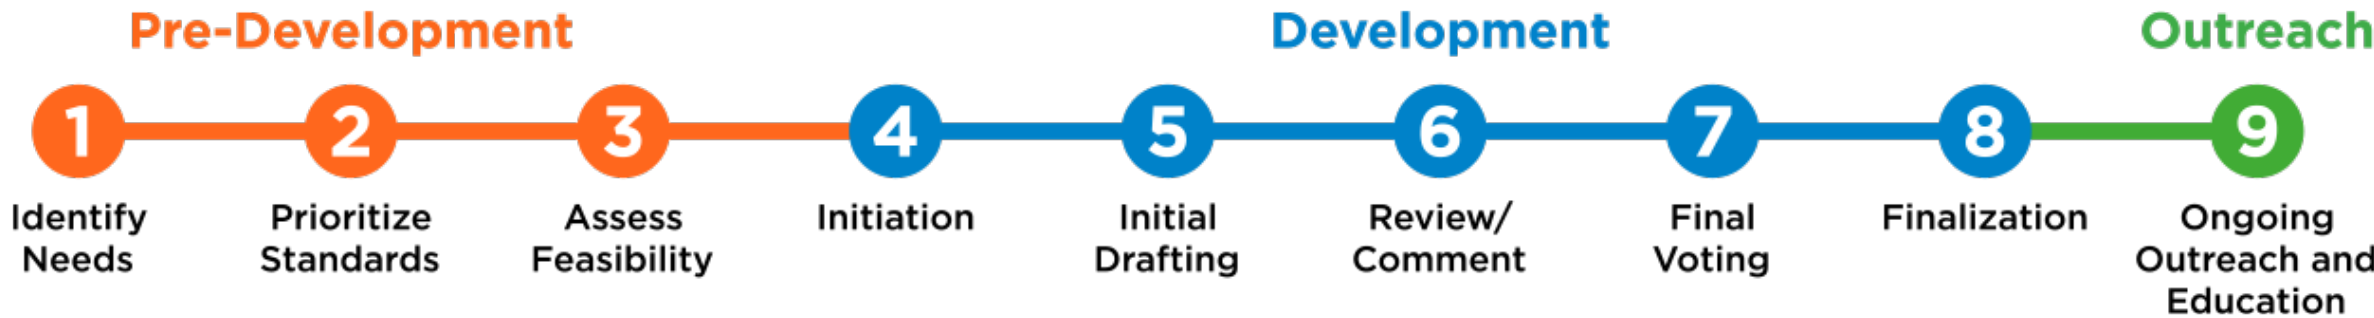 Pre-Development
Development
Outreach
1
2
3
4
5
6
7
8
9
Identify
Needs
Prioritize
Standards
Assess
Feasibility
Initiation
Initial
Drafting
Review/
Comment
Final
Voting
Finalization
Ongoing
Outreach and
Education